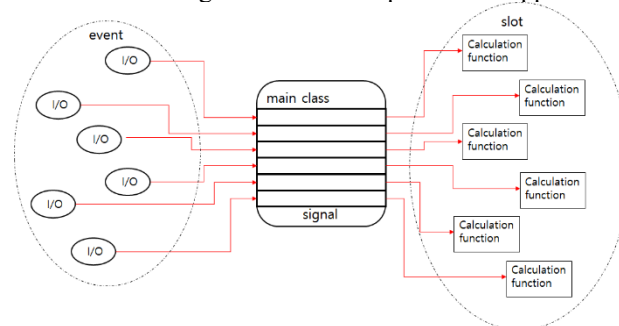 event
slot
I/O
I/O
I/O
I/O
I/O
I/O
main class
signal
Calculation
function
Calculation
function
Calculation
function
Calculation
function
Calculation
function
Calculation
function